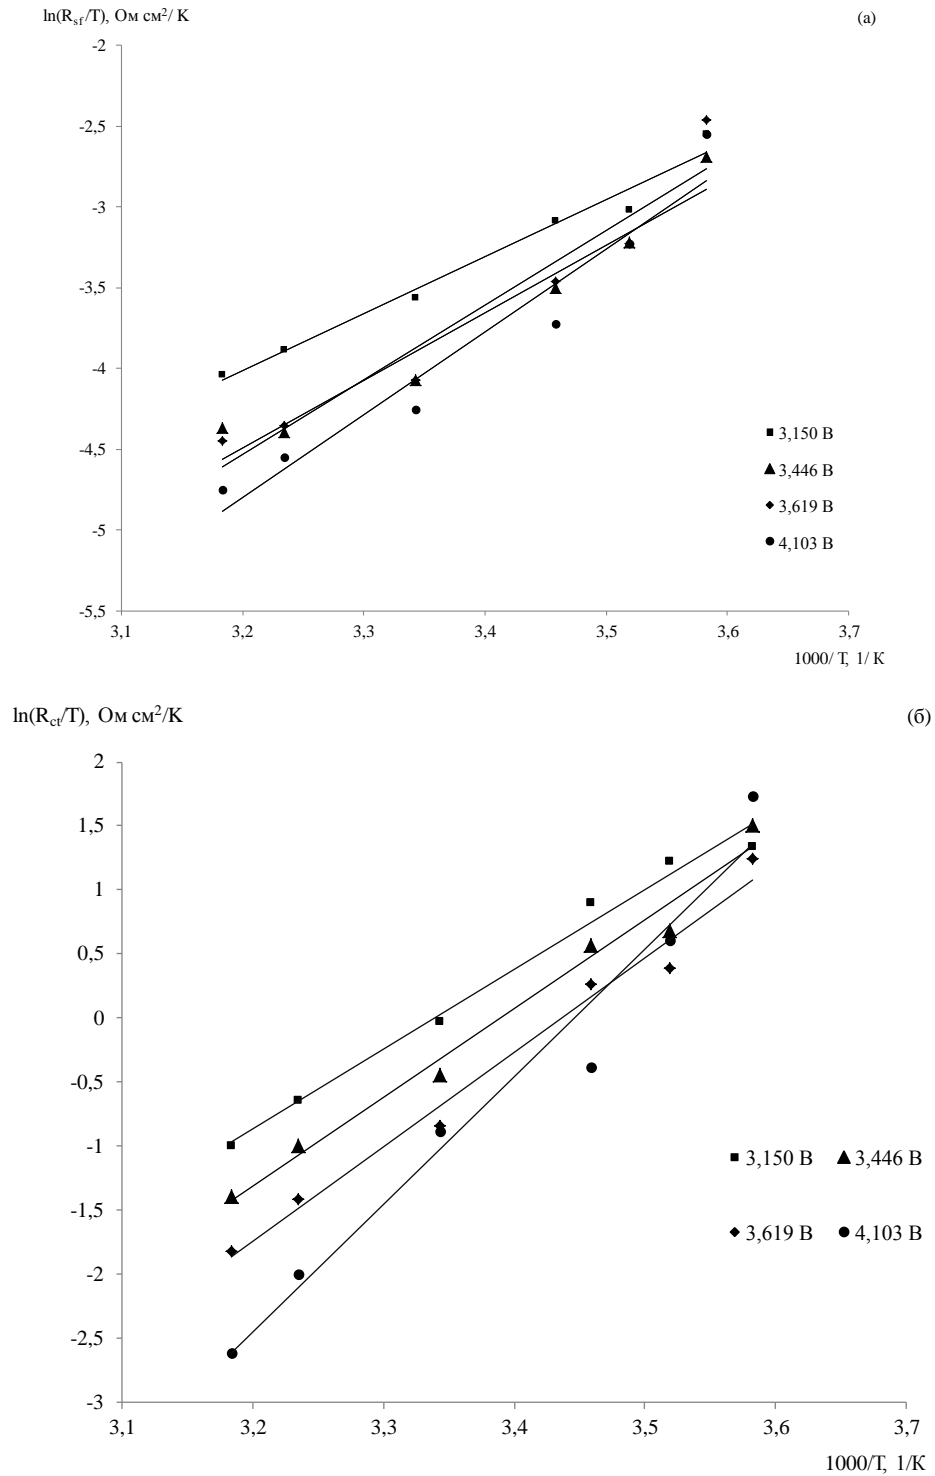 ln(Rsf/T), Ом см²/ К (а)
-2
-2,5
-3
-3,5
-4
-4,5
-5
-5,5
3,150 В
3,446 В
3,619 В
4,103 В
3,1 3,2 3,3 3,4 3,5 3,6 3,7
1000/ Т, 1/ К
ln(Rct/T), Ом см²/К (б)
2
1,5
1
0,5
0
-0,5
-1
-1,5
-2
-2,5
-3
3,150 В 3,446 В
3,619 В 4,103 В
3,1 3,2 3,3 3,4 3,5 3,6 3,7
1000/Т, 1/К